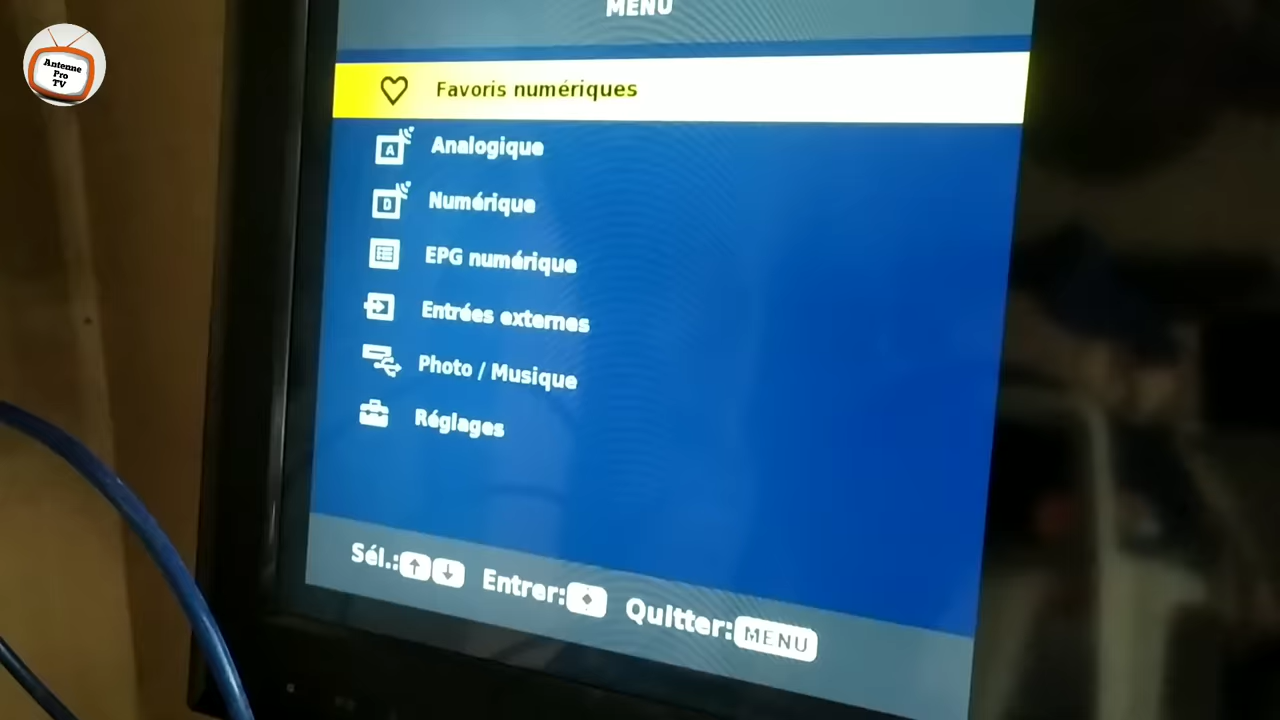 MENU
Antenne
Pro
TV
Favoris numériques
A Analogique
D Numérique
EPG numérique
Entrées externes
Photo / Musique
Réglages
Sél.:↑↓ Entrer: Quitter:MENU